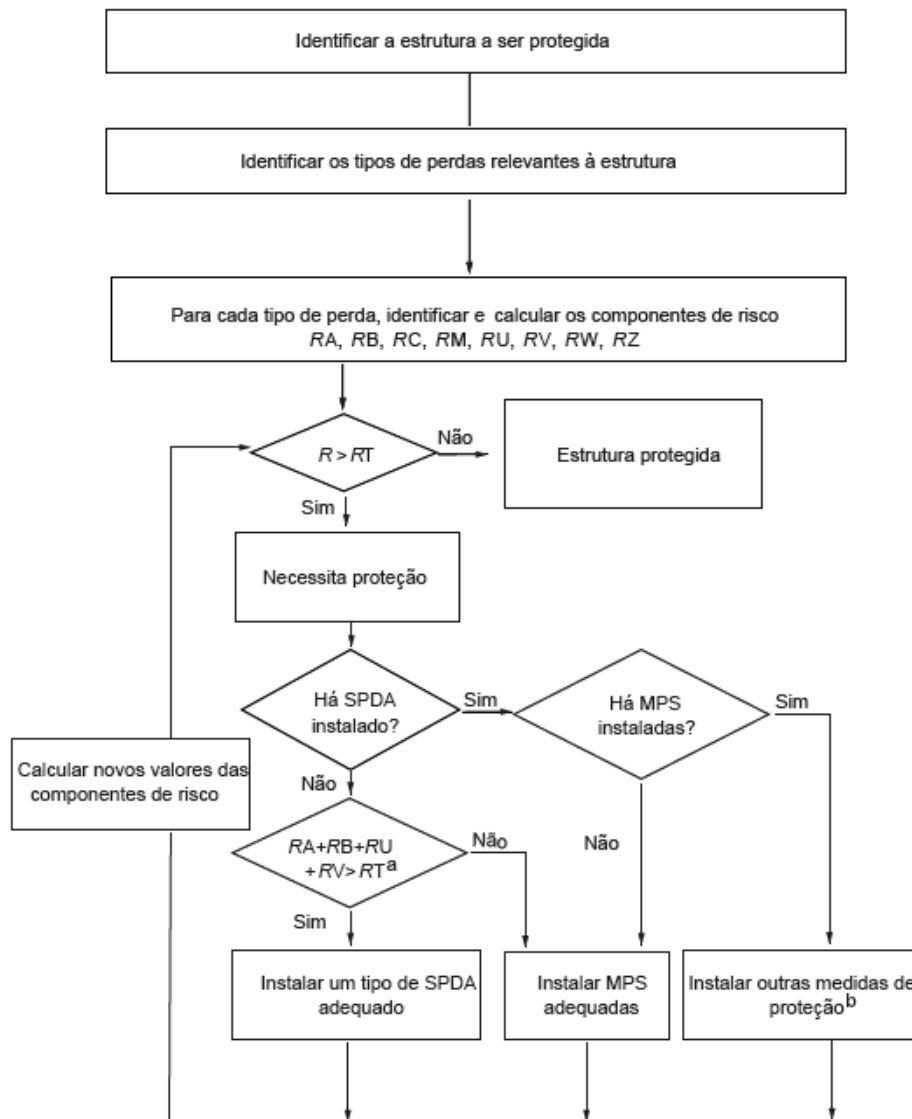 Identificar a estrutura a ser protegida
Identificar os tipos de perdas relevantes à estrutura
Para cada tipo de perda, identificar e calcular os componentes de risco
RA, RB, RC, RM, RU, RV, RW, RZ
R > RT
Não
Estrutura protegida
Sim
Necessita proteção
Há SPDA
instalado?
Sim
Há MPS
instaladas?
Sim
Calcular novos valores das
componentes de risco
Não
RA+RB+RU
+RV> RTa
Não
Não
Sim
Instalar um tipo de SPDA
adequado
Instalar MPS
adequadas
Instalar outras medidas de
proteçãob